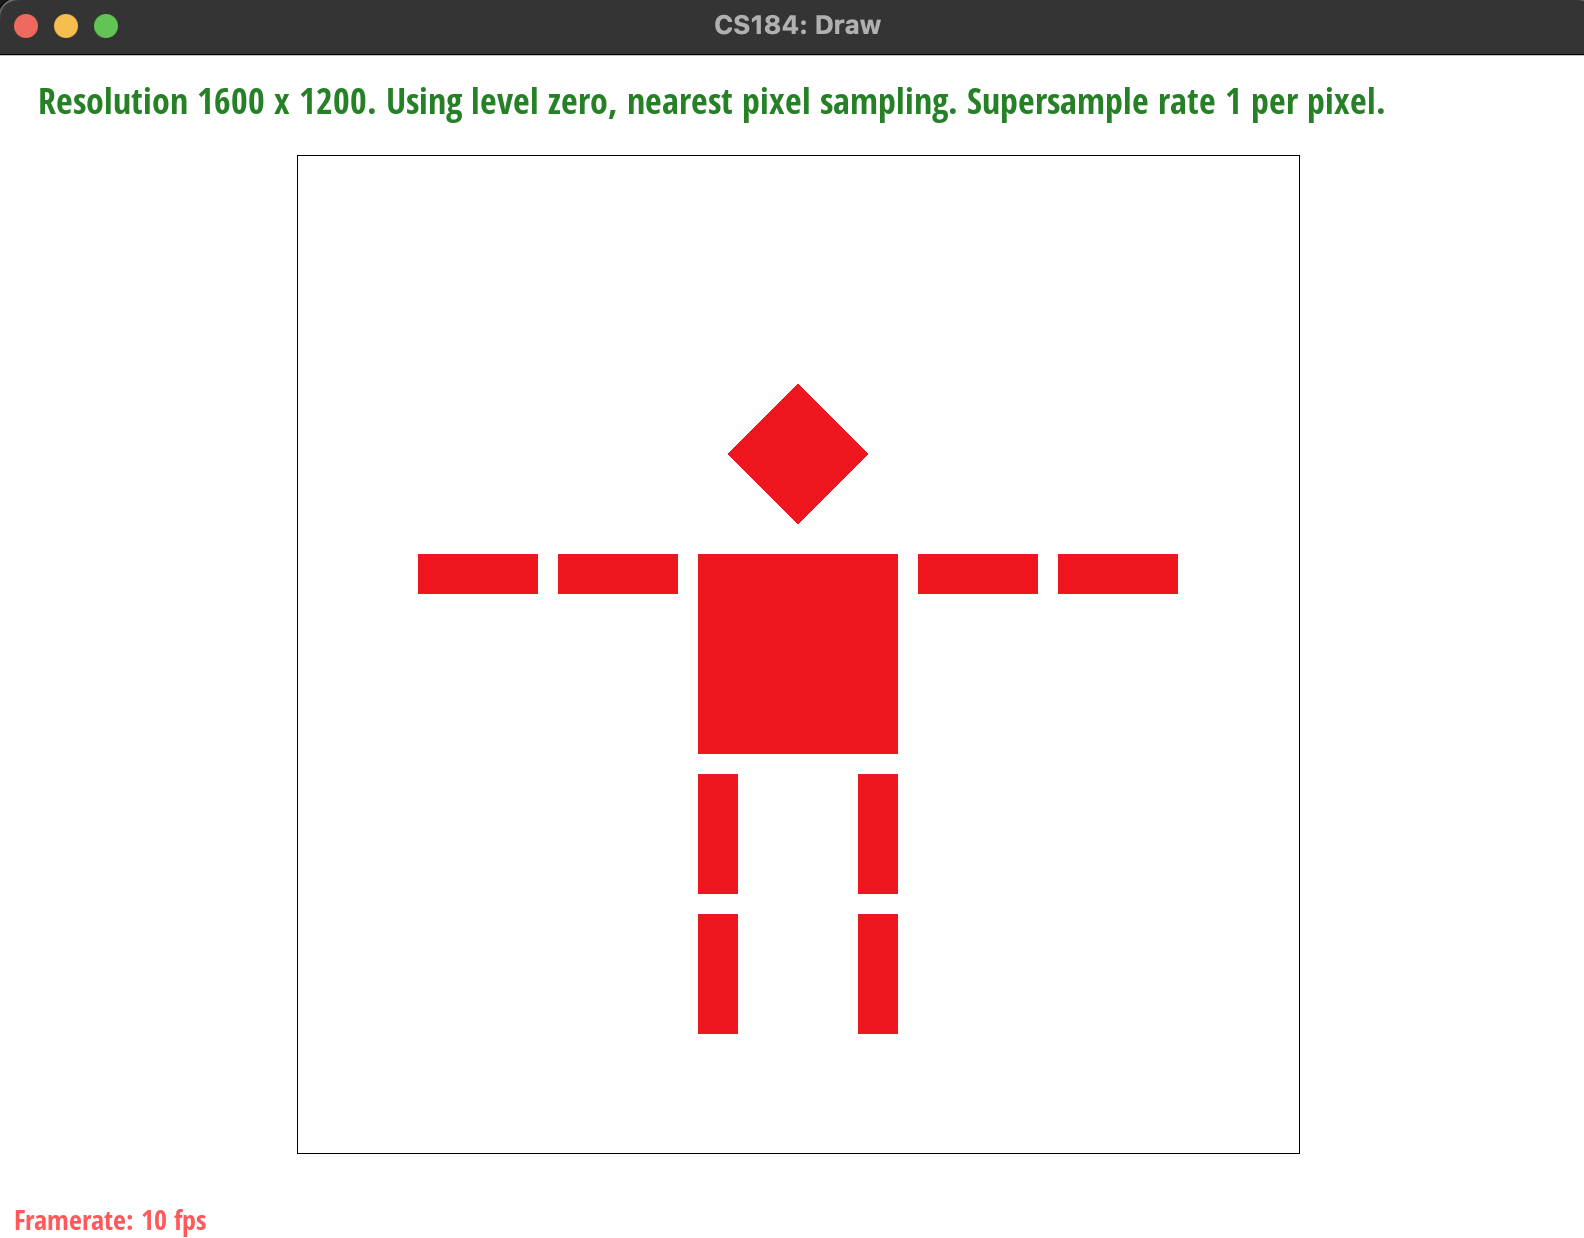 CS184: Draw
Resolution 1600 x 1200. Using level zero, nearest pixel sampling. Supersample rate 1 per pixel.
Framerate: 10 fps